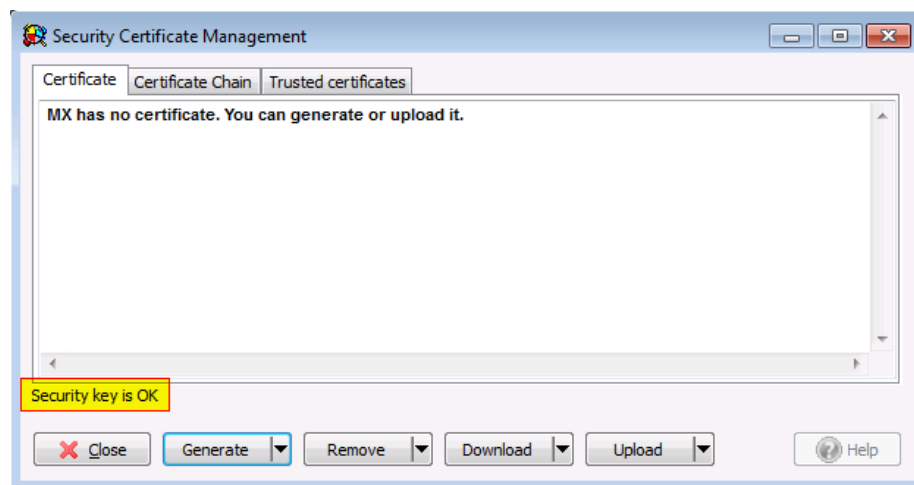 Security Certificate Management
Certificate Certificate Chain Trusted certificates
MX has no certificate. You can generate or upload it.
Security key is OK
Close Generate Remove Download Upload Help